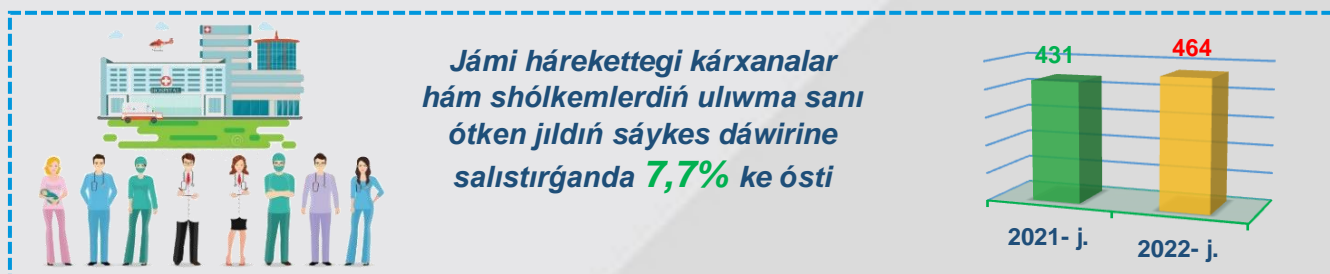 HOSPITAL
Jámi hárekettegi kárxanalar
hám shólkemlerdiń ulıwma sanı
ótken jıldıń sáykes dáwirine
salıstırǵanda 7,7% ke ósti
431
464
2021- j.
2022- j.